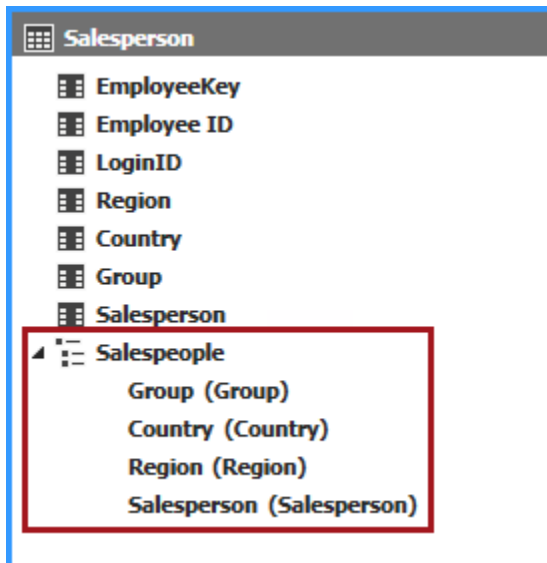 Salesperson
EmployeeKey
Employee ID
LoginID
Region
Country
Group
Salesperson
Salespeople
Group (Group)
Country (Country)
Region (Region)
Salesperson (Salesperson)